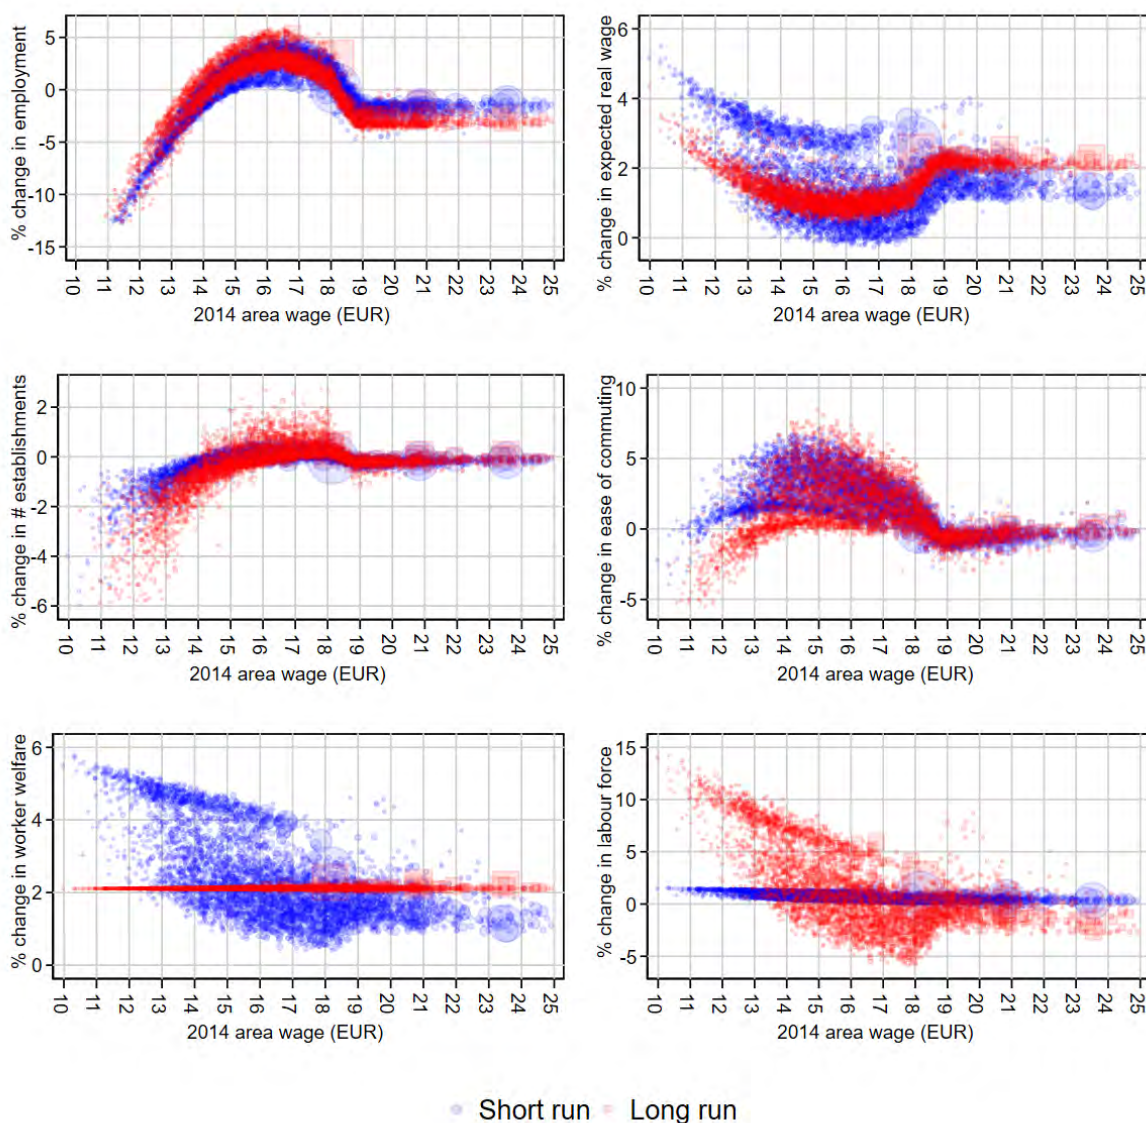 % change in employment
5
0
-5
-10
-15
10 11 12 13 14 15 16 17 18 19 20 21 22 23 24 25
2014 area wage (EUR)
% change in expected real wage
6
4
2
0
10 11 12 13 14 15 16 17 18 19 20 21 22 23 24 25
2014 area wage (EUR)
% change in # establishments
2
0
-2
-4
-6
10 11 12 13 14 15 16 17 18 19 20 21 22 23 24 25
2014 area wage (EUR)
% change in ease of commuting
10
5
0
-5
10 11 12 13 14 15 16 17 18 19 20 21 22 23 24 25
2014 area wage (EUR)
% change in worker welfare
6
4
2
0
10 11 12 13 14 15 16 17 18 19 20 21 22 23 24 25
2014 area wage (EUR)
% change in labour force
15
10
5
0
-5
10 11 12 13 14 15 16 17 18 19 20 21 22 23 24 25
2014 area wage (EUR)
Short run Long run